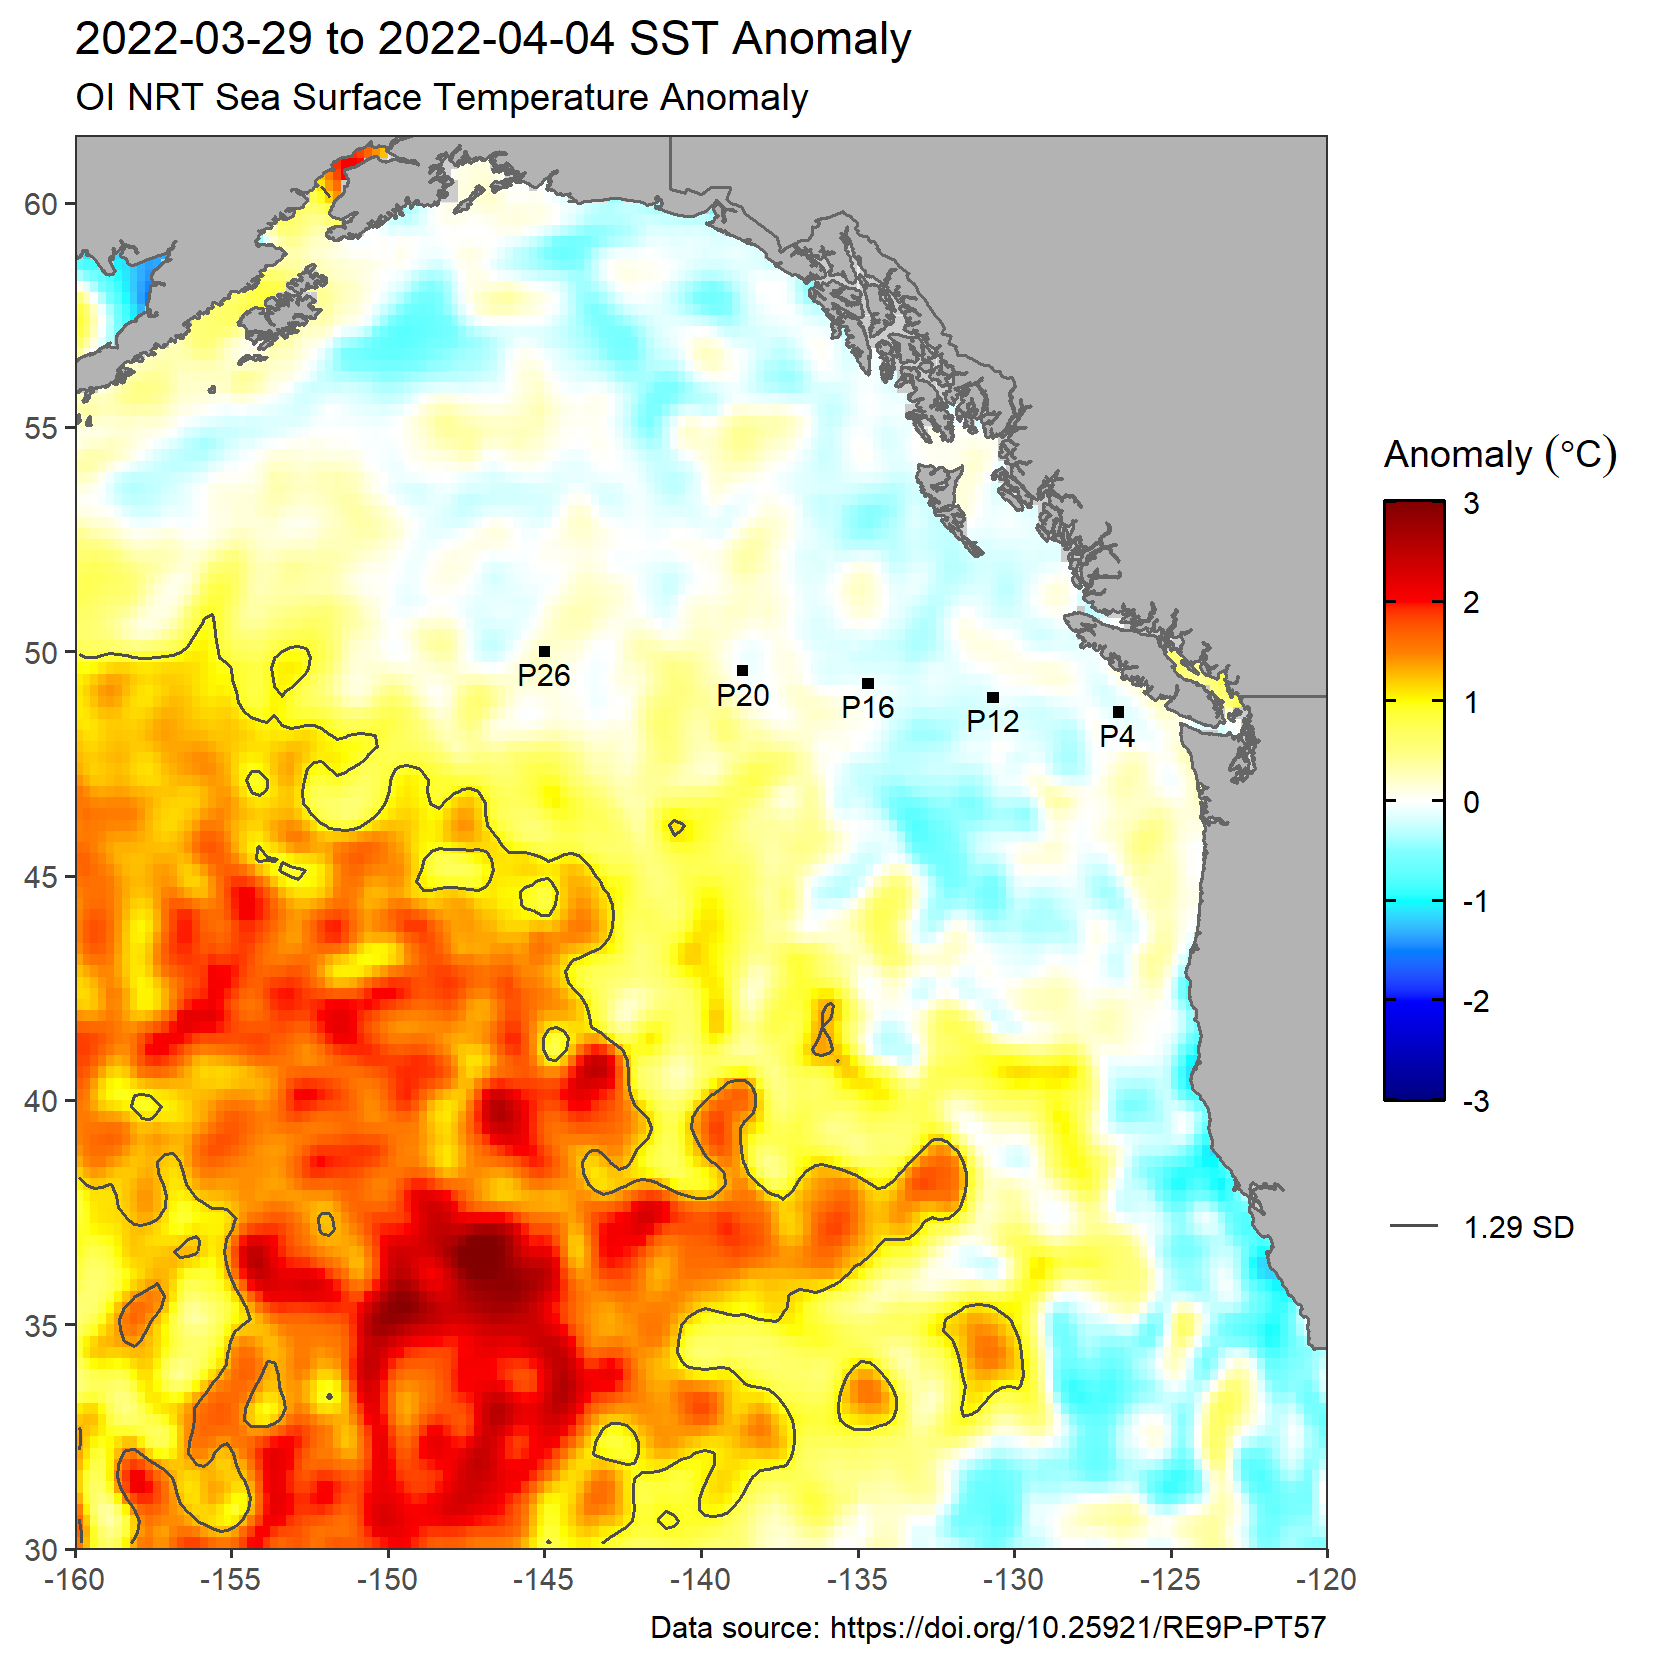 2022-03-29 to 2022-04-04 SST Anomaly
OI NRT Sea Surface Temperature Anomaly
60
55
50
45
40
35
30
-160
-155
-150
-145
-140
-135
-130
-125
-120
P26
P20
P16
P12
P4
Anomaly (°C)
3
2
1
0
-1
-2
-3
1.29 SD
Data source: https://doi.org/10.25921/RE9P-PT57